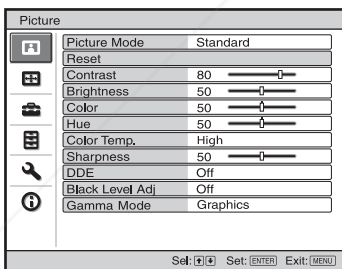 Picture
Picture Mode Standard
Reset
Contrast 80
Brightness 50
Color 50
Hue 50
Color Temp. High
Sharpness 50
DDE Off
Black Level Adj Off
Gamma Mode Graphics
Sel: Set: ENTER Exit: MENU